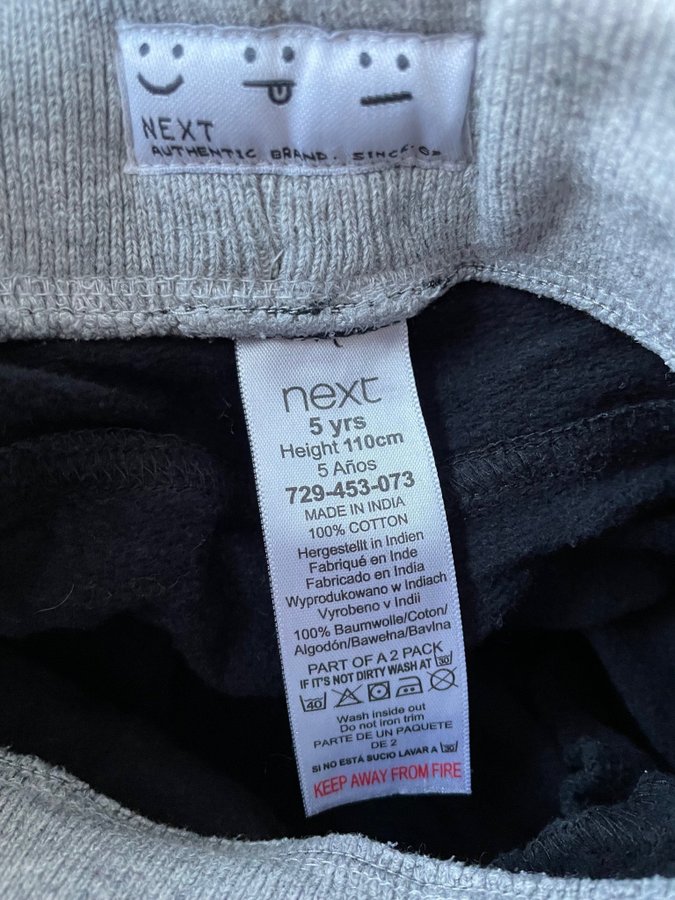 NEXT
AUTHENTIC BRAND. SINCE
next
5 yrs
Height 110cm
5 Años
729-453-073
MADE IN INDIA
100% COTTON
Hergestellt in Indien
Fabriqué en Inde
Fabricado en India
Wyprodukowano w Indiach
Vyrobeno v Indii
100% Baumwolle/Coton/
Algodón/Bawełna/Bavlna
PART OF A 2 PACK
IF IT'S NOT DIRTY WASH AT 30
40
Wash inside out
Do not iron trim
PARTE DE UN PAQUETE
DE 2
SI NO ESTÁ SUCIO LAVAR A 30
KEEP AWAY FROM FIRE